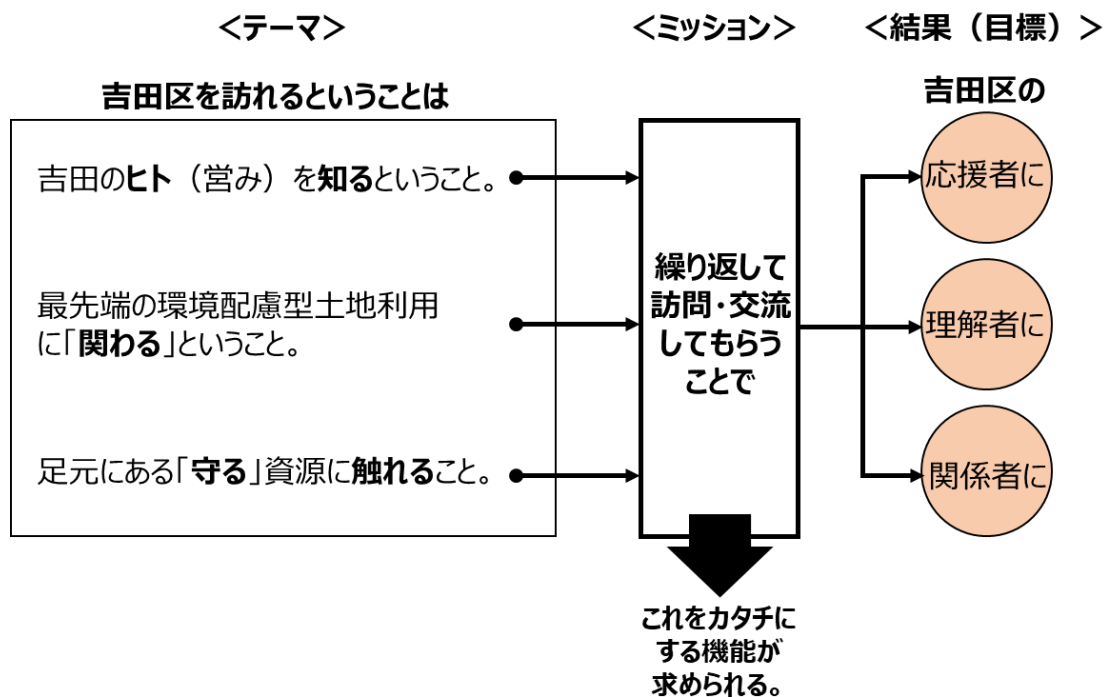 ＜テーマ＞
＜ミッション＞
＜結果（目標）＞
吉田区を訪れるということは
吉田のヒト（営み）を知るということ。
最先端の環境配慮型土地利用
に「関わる」ということ。
足元にある「守る」資源に触れること。
繰り返して
訪問・交流
してもらう
ことで
これをカタチに
する機能が
求められる。
吉田区の
応援者に
理解者に
関係者に